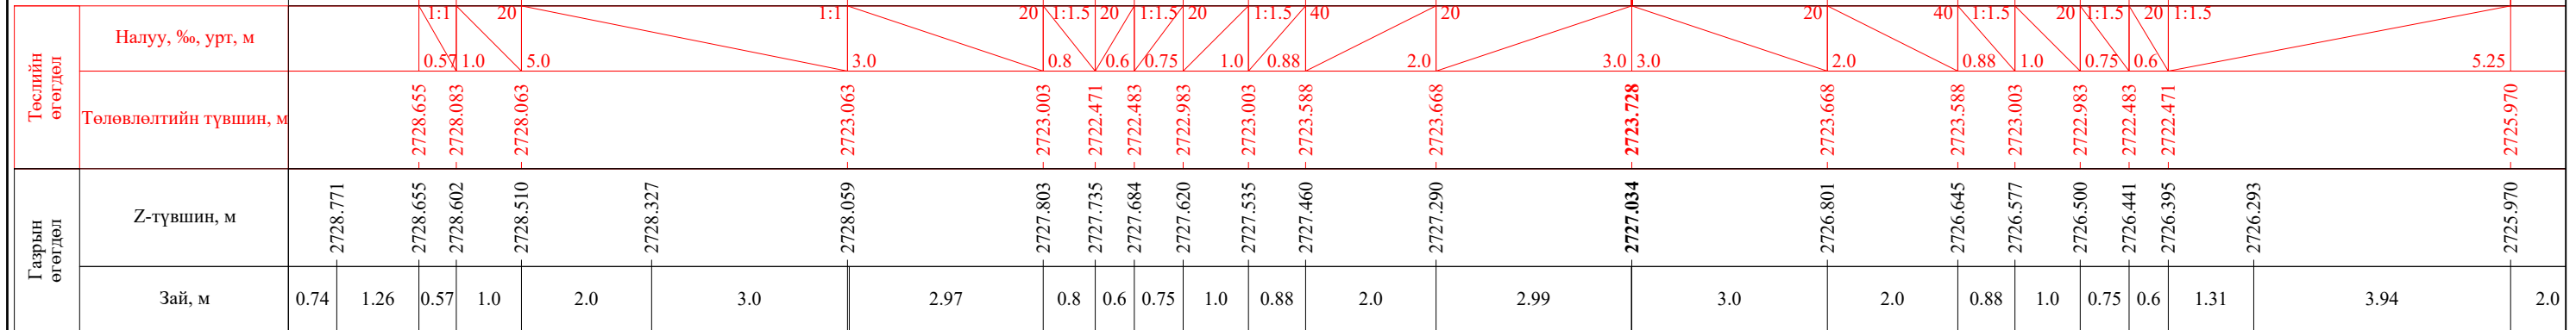 Төслийн өгөгдөл
Налуу, ‰, урт, м
1:1 20 1:1 20 1:1.5 20 1:1.5 20 1:1.5 40 20 20 40 1:1.5 20 1:1.5 20 1:1.5
0.57 1.0 5.0 3.0 0.8 0.6 0.75 1.0 0.88 2.0 3.0 3.0 2.0 0.88 1.0 0.75 0.6 5.25
Төлөвлөлтийн түвшин, м
2728.655 2728.083 2728.063 2723.063 2723.003 2722.471 2722.483 2722.983 2723.003 2723.588 2723.668 2723.728 2723.668 2723.588 2723.003 2722.983 2722.483 2722.471 2725.970
Газрын өгөгдөл
Z-түвшин, м
2728.771 2728.655 2728.602 2728.510 2728.327 2728.059 2727.803 2727.735 2727.684 2727.620 2727.535 2727.460 2727.290 2727.034 2726.801 2726.645 2726.577 2726.500 2726.441 2726.395 2726.293 2725.970
Зай, м
0.74 1.26 0.57 1.0 2.0 3.0 2.97 0.8 0.6 0.75 1.0 0.88 2.0 2.99 3.0 2.0 0.88 1.0 0.75 0.6 1.31 3.94 2.0